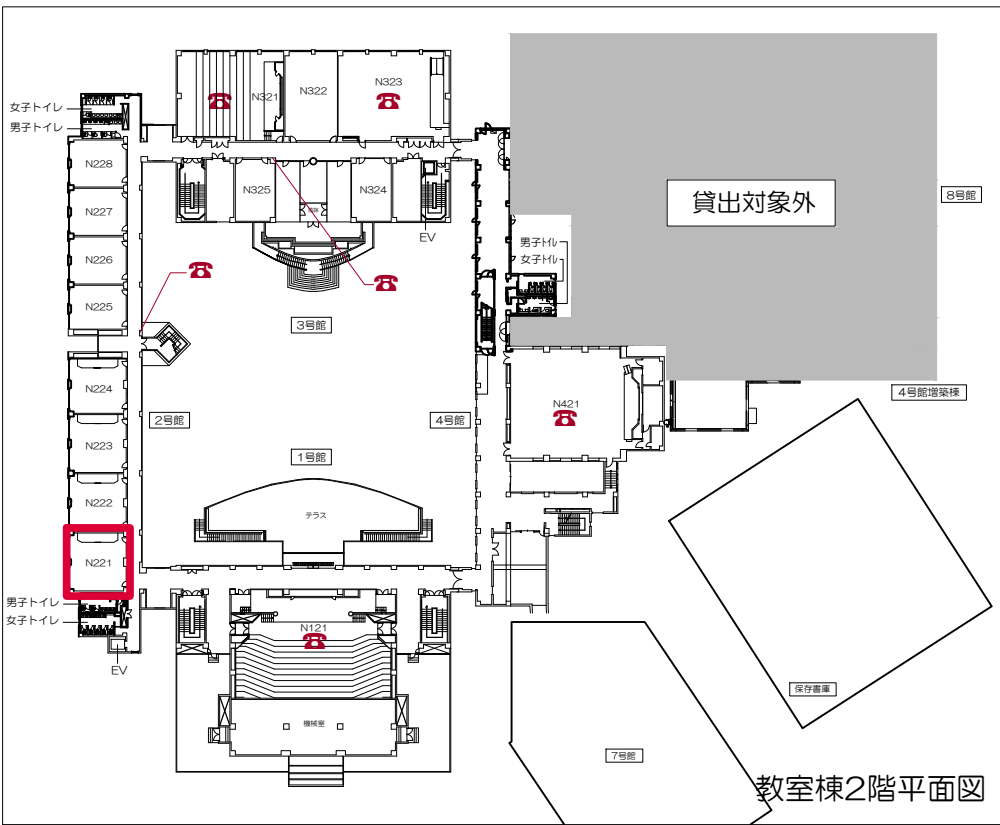 N321
N322
N323
女子トイレ
男子トイレ
N228
N227
N226
N225
N325
N324
EV
貸出対象外
8号館
男子トイレ
女子トイレ
3号館
N224
N223
N222
N221
2号館
4号館
1号館
テラス
N421
4号館増築棟
男子トイレ
女子トイレ
EV
N121
機械室
保存書庫
7号館
教室棟2階平面図